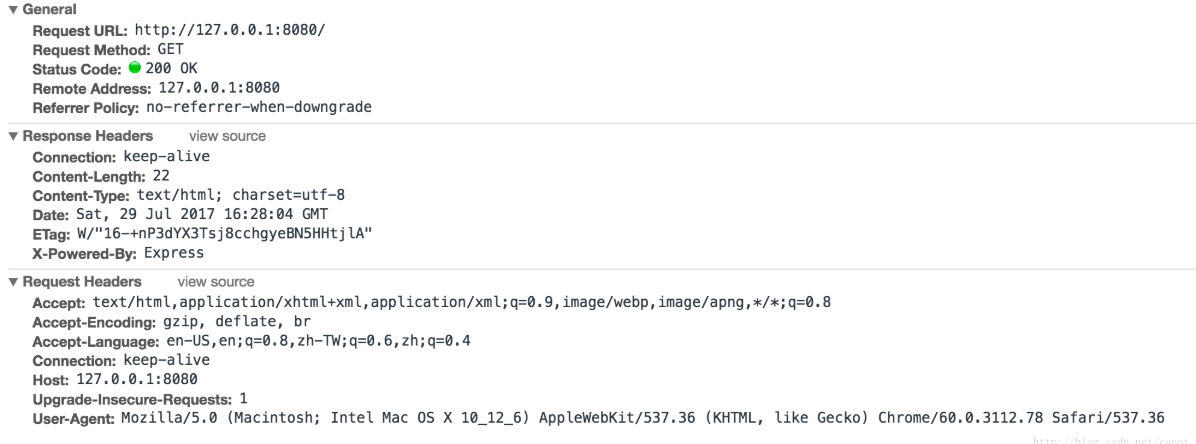 General
Request URL: http://127.0.0.1:8080/
Request Method: GET
Status Code: 200 OK
Remote Address: 127.0.0.1:8080
Referrer Policy: no-referrer-when-downgrade
Response Headers view source
Connection: keep-alive
Content-Length: 22
Content-Type: text/html; charset=utf-8
Date: Sat, 29 Jul 2017 16:28:04 GMT
ETag: W/"16-+nP3dYX3Tsj8cchgyeBN5HHtjlA"
X-Powered-By: Express
Request Headers view source
Accept: text/html,application/xhtml+xml,application/xml;q=0.9,image/webp,image/apng,*/*;q=0.8
Accept-Encoding: gzip, deflate, br
Accept-Language: en-US,en;q=0.8,zh-TW;q=0.6,zh;q=0.4
Connection: keep-alive
Host: 127.0.0.1:8080
Upgrade-Insecure-Requests: 1
User-Agent: Mozilla/5.0 (Macintosh; Intel Mac OS X 10_12_6) AppleWebKit/537.36 (KHTML, like Gecko) Chrome/60.0.3112.78 Safari/537.36